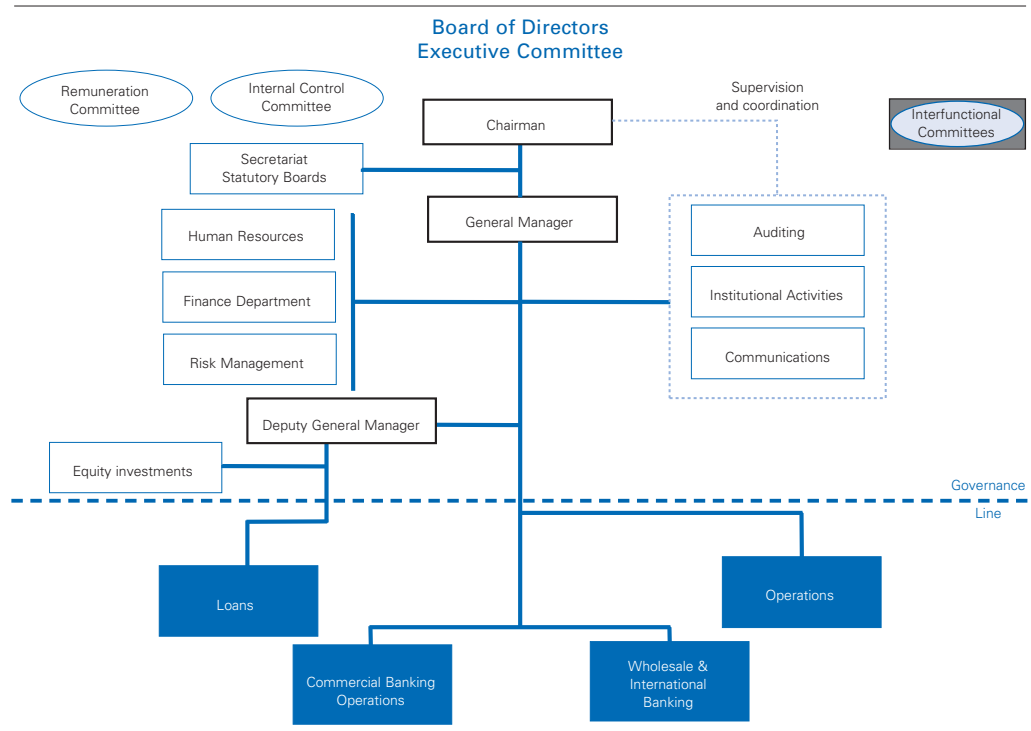 Board of Directors
Executive Committee
Remuneration
Committee
Internal Control
Committee
Supervision
and coordination
Interfunctional
Committees
Chairman
Secretariat
Statutory Boards
General Manager
Human Resources
Auditing
Finance Department
Institutional Activities
Risk Management
Communications
Deputy General Manager
Equity investments
Governance
Line
Loans
Operations
Commercial Banking
Operations
Wholesale &
International
Banking